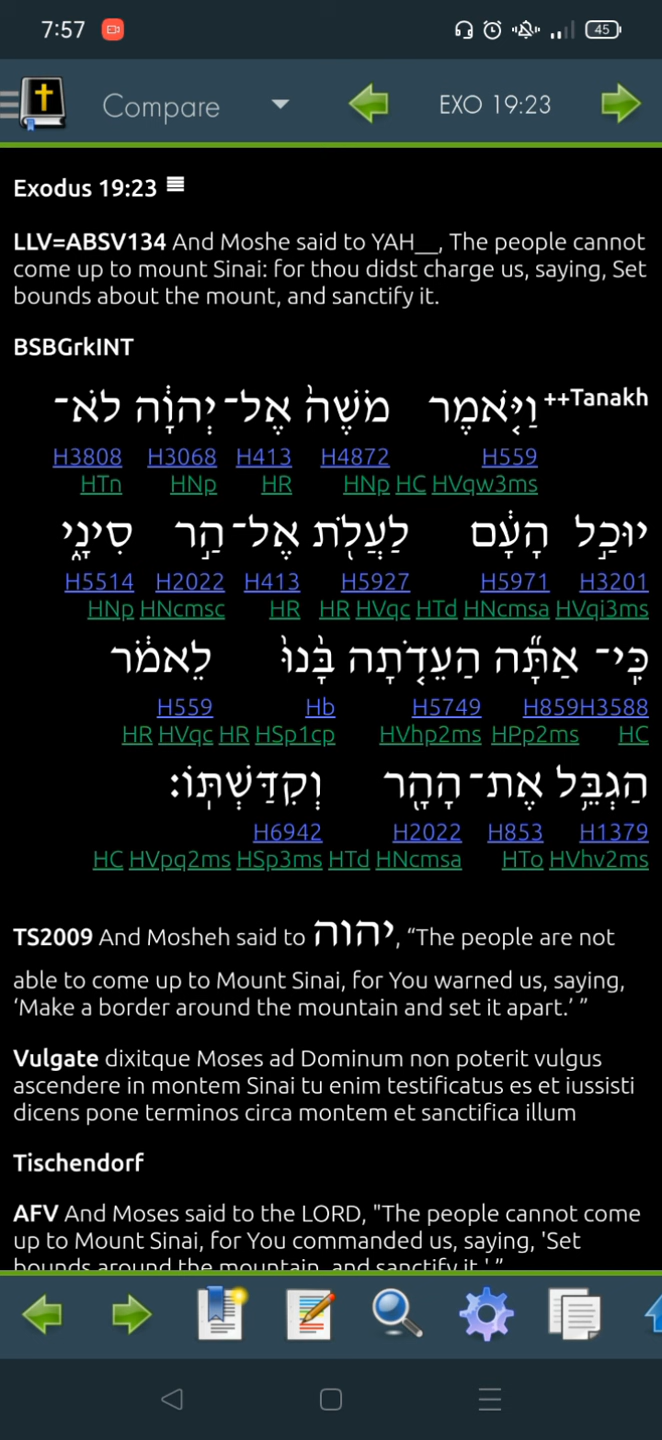 7:57
45
Compare
EXO 19:23
Exodus 19:23
LLV=ABSV134 And Moshe said to YAH__, The people cannot
come up to mount Sinai: for thou didst charge us, saying, Set
bounds about the mount, and sanctify it.
BSBGrkINT
++Tanakh וַיֹּ֤אמֶר מֹשֶׁה֙ אֶל־ יְהוָ֔ה לֹא־
H3808 H3068 H413 H4872 H559
HTn HNp HR HNp HC HVqw3ms
יוּכַ֣ל הָעָ֔ם לַעֲלֹ֖ת אֶל־ הַ֣ר סִינָ֑י
H5514 H2022 H413 H5927 H5971 H3201
HNp HNcmsc HR HR HVqc HTd HNcmsa HVqi3ms
כִּֽי־ אַתָּ֞ה הַעֵדֹ֤תָה בָּ֙נוּ֙ לֵאמֹ֔ר
H559 Hb H5749 H859H3588
HR HVqc HR HSp1cp HVhp2ms HPp2ms HC
הַגְבֵּ֥ל אֶת־ הָהָ֖ר וְקִדַּשְׁתּֽוֹ׃
H6942 H2022 H853 H1379
HC HVpq2ms HSp3ms HTd HNcmsa HTo HVhv2ms
TS2009 And Mosheh said to יהוה, “The people are not
able to come up to Mount Sinai, for You warned us, saying,
‘Make a border around the mountain and set it apart.’ ”
Vulgate dixitque Moses ad Dominum non poterit vulgus
ascendere in montem Sinai tu enim testificatus es et iussisti
dicens pone terminos circa montem et sanctifica illum
Tischendorf
AFV And Moses said to the LORD, "The people cannot come
up to Mount Sinai, for You commanded us, saying, 'Set
bounds around the mountain, and sanctify it.' ”